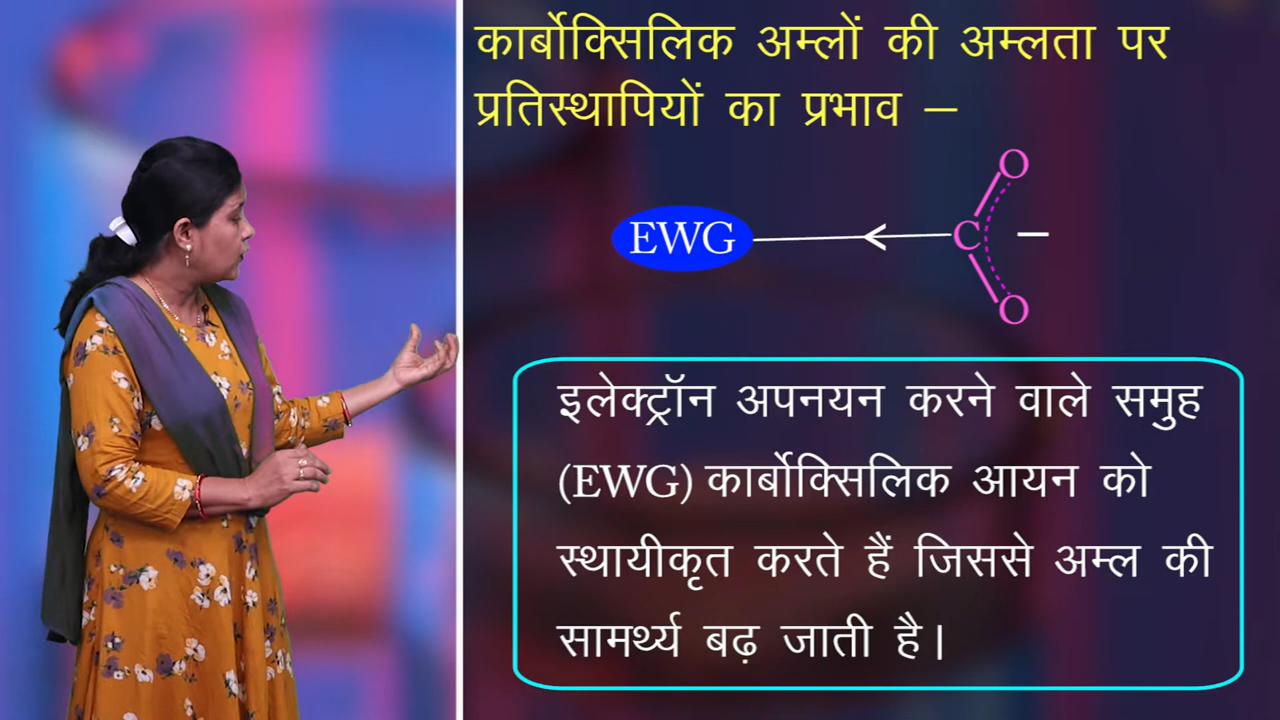 कार्बोक्सिलिक अम्लों की अम्लता पर
प्रतिस्थापियों का प्रभाव –
O
EWG C –
O
इलेक्ट्रॉन अपनयन करने वाले समुह
(EWG) कार्बोक्सिलिक आयन को
स्थायीकृत करते हैं जिससे अम्ल की
सामर्थ्य बढ़ जाती है।